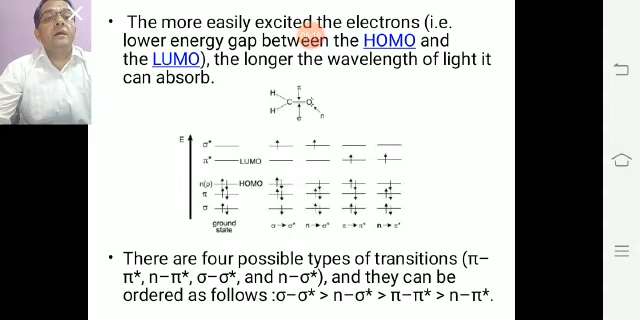 • The more easily excited the electrons (i.e.
lower energy gap between the HOMO and
the LUMO), the longer the wavelength of light it
can absorb.
H
π
C
O
H
σ
n
E
σ*
π*
LUMO
n(p)
HOMO
π
σ
ground
state
σ → σ*
n → σ*
π → π*
n → π*
• There are four possible types of transitions (π–
π*, n–π*, σ–σ*, and n–σ*), and they can be
ordered as follows :σ–σ* > n–σ* > π–π* > n–π*.